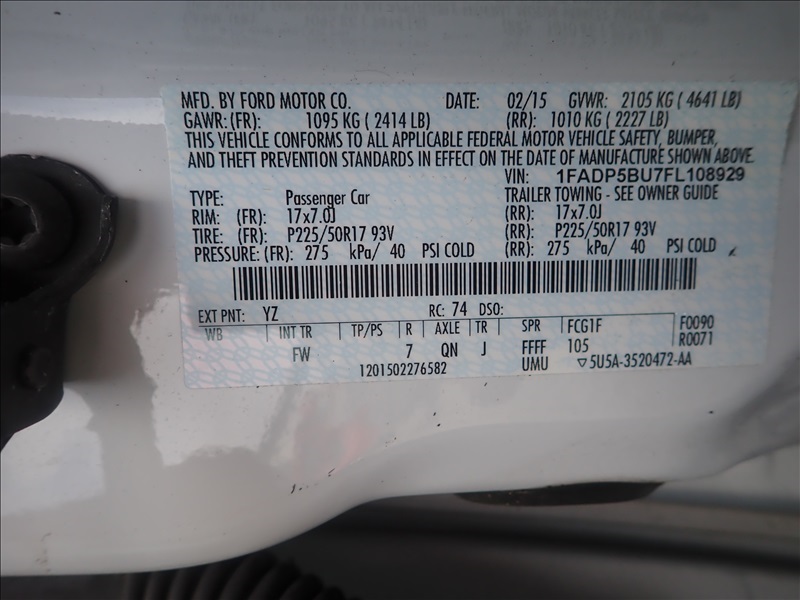 MFD. BY FORD MOTOR CO. DATE: 02/15 GVWR: 2105 KG ( 4641 LB)
GAWR: (FR): 1095 KG ( 2414 LB) (RR): 1010 KG ( 2227 LB)
THIS VEHICLE CONFORMS TO ALL APPLICABLE FEDERAL MOTOR VEHICLE SAFETY, BUMPER,
AND THEFT PREVENTION STANDARDS IN EFFECT ON THE DATE OF MANUFACTURE SHOWN ABOVE.
VIN: 1FADP5BU7FL108929
TYPE: Passenger Car TRAILER TOWING - SEE OWNER GUIDE
RIM: (FR): 17x7.0J (RR): 17x7.0J
TIRE: (FR): P225/50R17 93V (RR): P225/50R17 93V
PRESSURE: (FR): 275 kPa/ 40 PSI COLD (RR): 275 kPa/ 40 PSI COLD
EXT PNT: YZ RC: 74 DSO:
WB INT TR TP/PS R AXLE TR SPR FCG1F F0090
FW 7 QN J FFFF 105 R0071
1201502276582 UMU ▽5U5A-3520472-AA